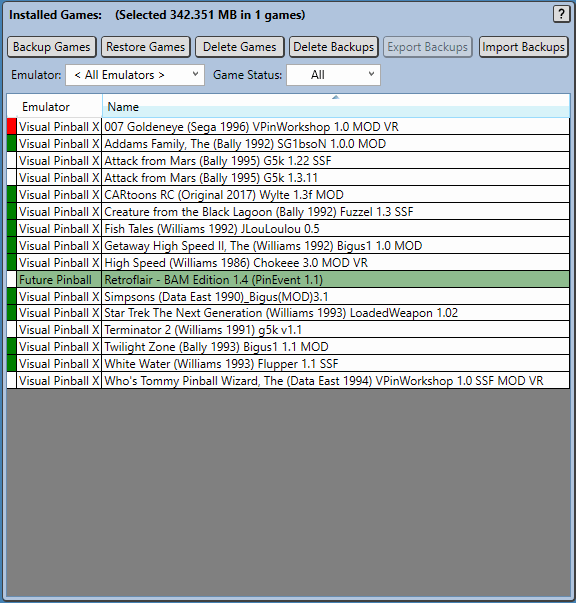 Installed Games: (Selected 342.351 MB in 1 games) ?
Backup Games Restore Games Delete Games Delete Backups Export Backups Import Backups
Emulator: < All Emulators > Game Status: All
Emulator Name
Visual Pinball X 007 Goldeneye (Sega 1996) VPinWorkshop 1.0 MOD VR
Visual Pinball X Addams Family, The (Bally 1992) SG1bsoN 1.0.0 MOD
Visual Pinball X Attack from Mars (Bally 1995) G5k 1.22 SSF
Visual Pinball X Attack from Mars (Bally 1995) G5k 1.3.11
Visual Pinball X CARtoons RC (Original 2017) Wylte 1.3f MOD
Visual Pinball X Creature from the Black Lagoon (Bally 1992) Fuzzel 1.3 SSF
Visual Pinball X Fish Tales (Williams 1992) JLouLoulou 0.5
Visual Pinball X Getaway High Speed II, The (Williams 1992) Bigus1 1.0 MOD
Visual Pinball X High Speed (Williams 1986) Chokeee 3.0 MOD VR
Future Pinball Retroflair - BAM Edition 1.4 (PinEvent 1.1)
Visual Pinball X Simpsons (Data East 1990)_Bigus(MOD)3.1
Visual Pinball X Star Trek The Next Generation (Williams 1993) LoadedWeapon 1.02
Visual Pinball X Terminator 2 (Williams 1991) g5k v1.1
Visual Pinball X Twilight Zone (Bally 1993) Bigus1 1.1 MOD
Visual Pinball X White Water (Williams 1993) Flupper 1.1 SSF
Visual Pinball X Who's Tommy Pinball Wizard, The (Data East 1994) VPinWorkshop 1.0 SSF MOD VR